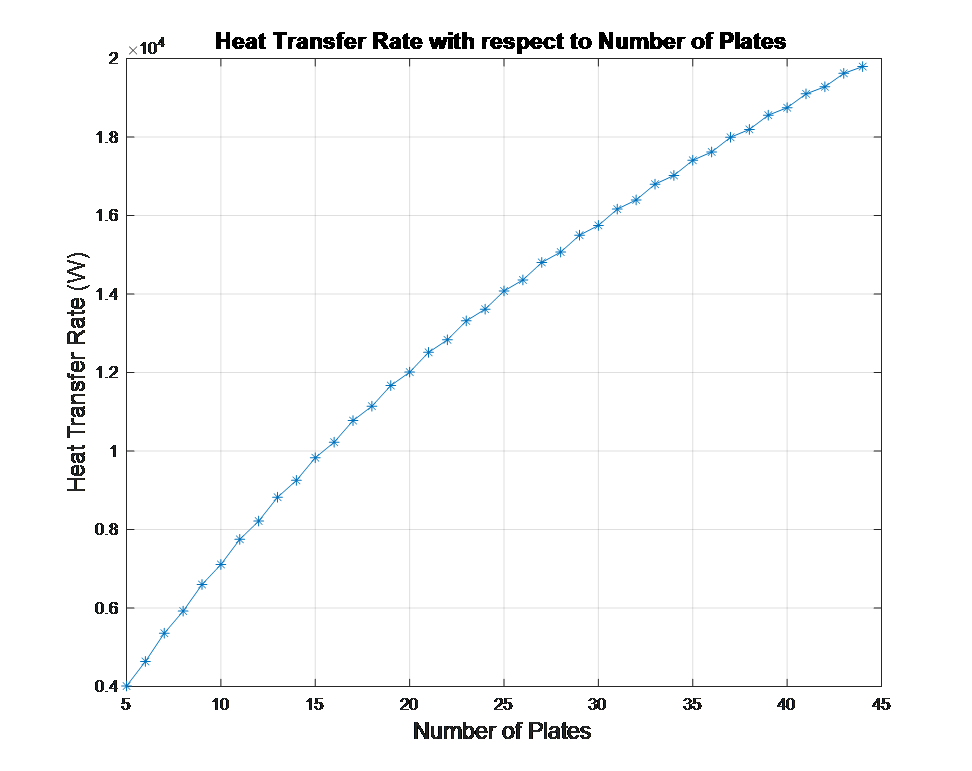 Heat Transfer Rate with respect to Number of Plates
×10⁴
2
1.8
1.6
1.4
1.2
1
0.8
0.6
0.4
Heat Transfer Rate (W)
5 10 15 20 25 30 35 40 45
Number of Plates